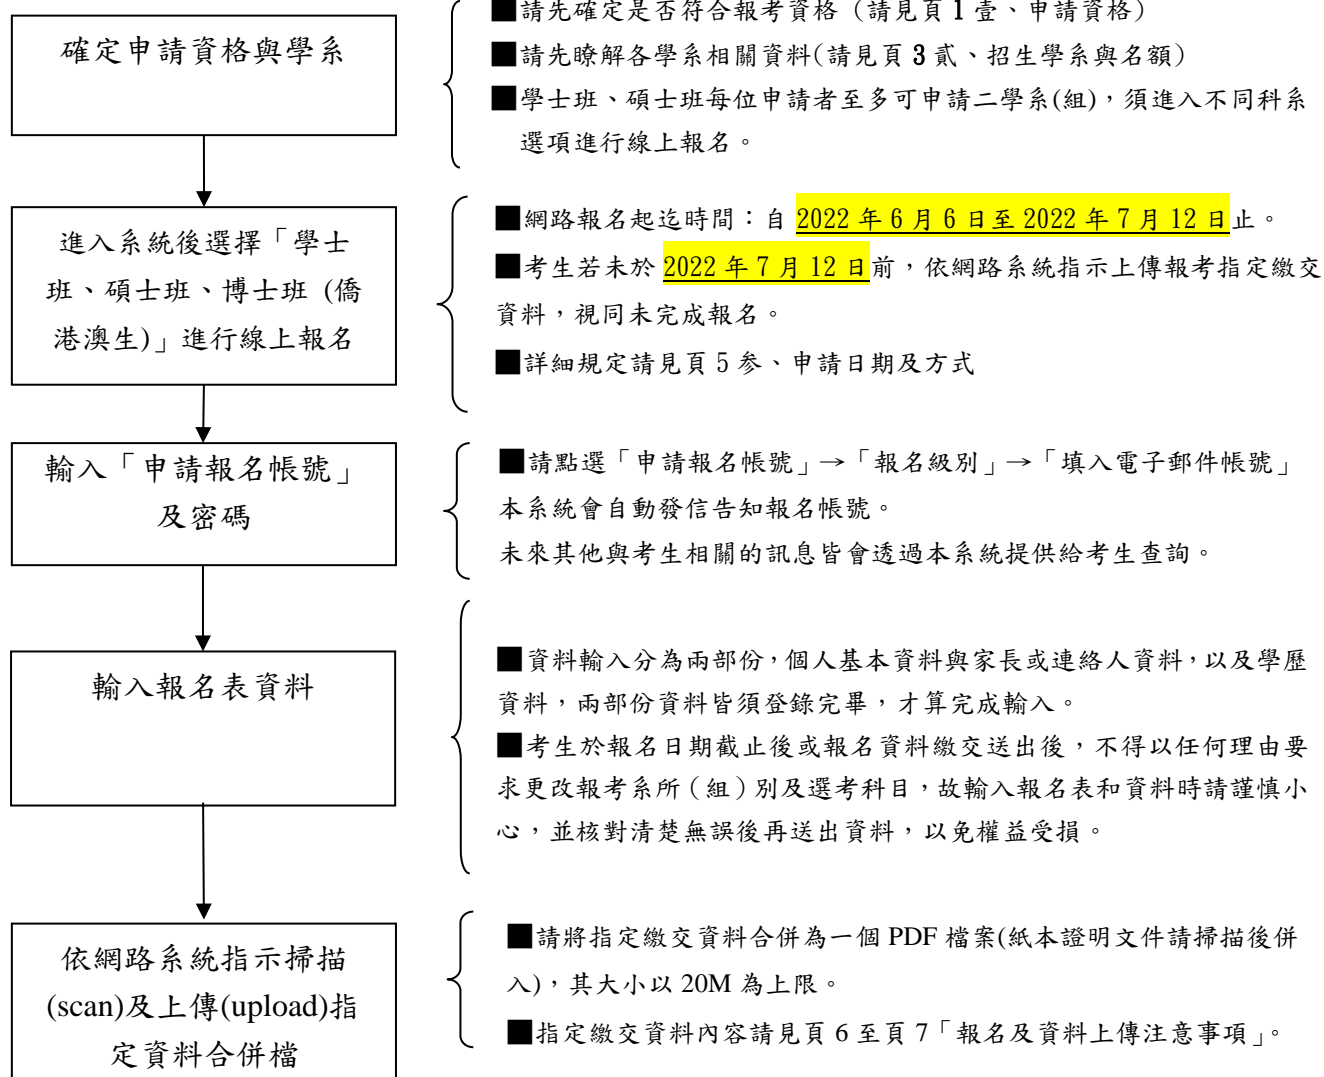 確定申請資格與學系
■請先確定是否符合報考資格（請見頁1壹、申請資格）
■請先瞭解各學系相關資料(請見頁3貳、招生學系與名額)
■學士班、碩士班每位申請者至多可申請二學系(組)，須進入不同科系
選項進行線上報名。
進入系統後選擇「學士
班、碩士班、博士班 (僑
港澳生)」進行線上報名
■網路報名起迄時間：自 2022 年 6 月 6 日至 2022 年 7 月 12 日止。
■考生若未於 2022 年 7 月 12 日前，依網路系統指示上傳報考指定繳交
資料，視同未完成報名。
■詳細規定請見頁 5 参、申請日期及方式
輸入「申請報名帳號」
及密碼
■請點選「申請報名帳號」→「報名級別」→「填入電子郵件帳號」
本系統會自動發信告知報名帳號。
未來其他與考生相關的訊息皆會透過本系統提供給考生查詢。
輸入報名表資料
■資料輸入分為兩部份，個人基本資料與家長或連絡人資料，以及學歷
資料，兩部份資料皆須登錄完畢，才算完成輸入。
■考生於報名日期截止後或報名資料繳交送出後，不得以任何理由要
求更改報考系所（組）別及選考科目，故輸入報名表和資料時請謹慎小
心，並核對清楚無誤後再送出資料，以免權益受損。
依網路系統指示掃描
(scan)及上傳(upload)指
定資料合併檔
■請將指定繳交資料合併為一個 PDF 檔案(紙本證明文件請掃描後併
入)，其大小以 20M 為上限。
■指定繳交資料內容請見頁 6 至頁 7「報名及資料上傳注意事項」。